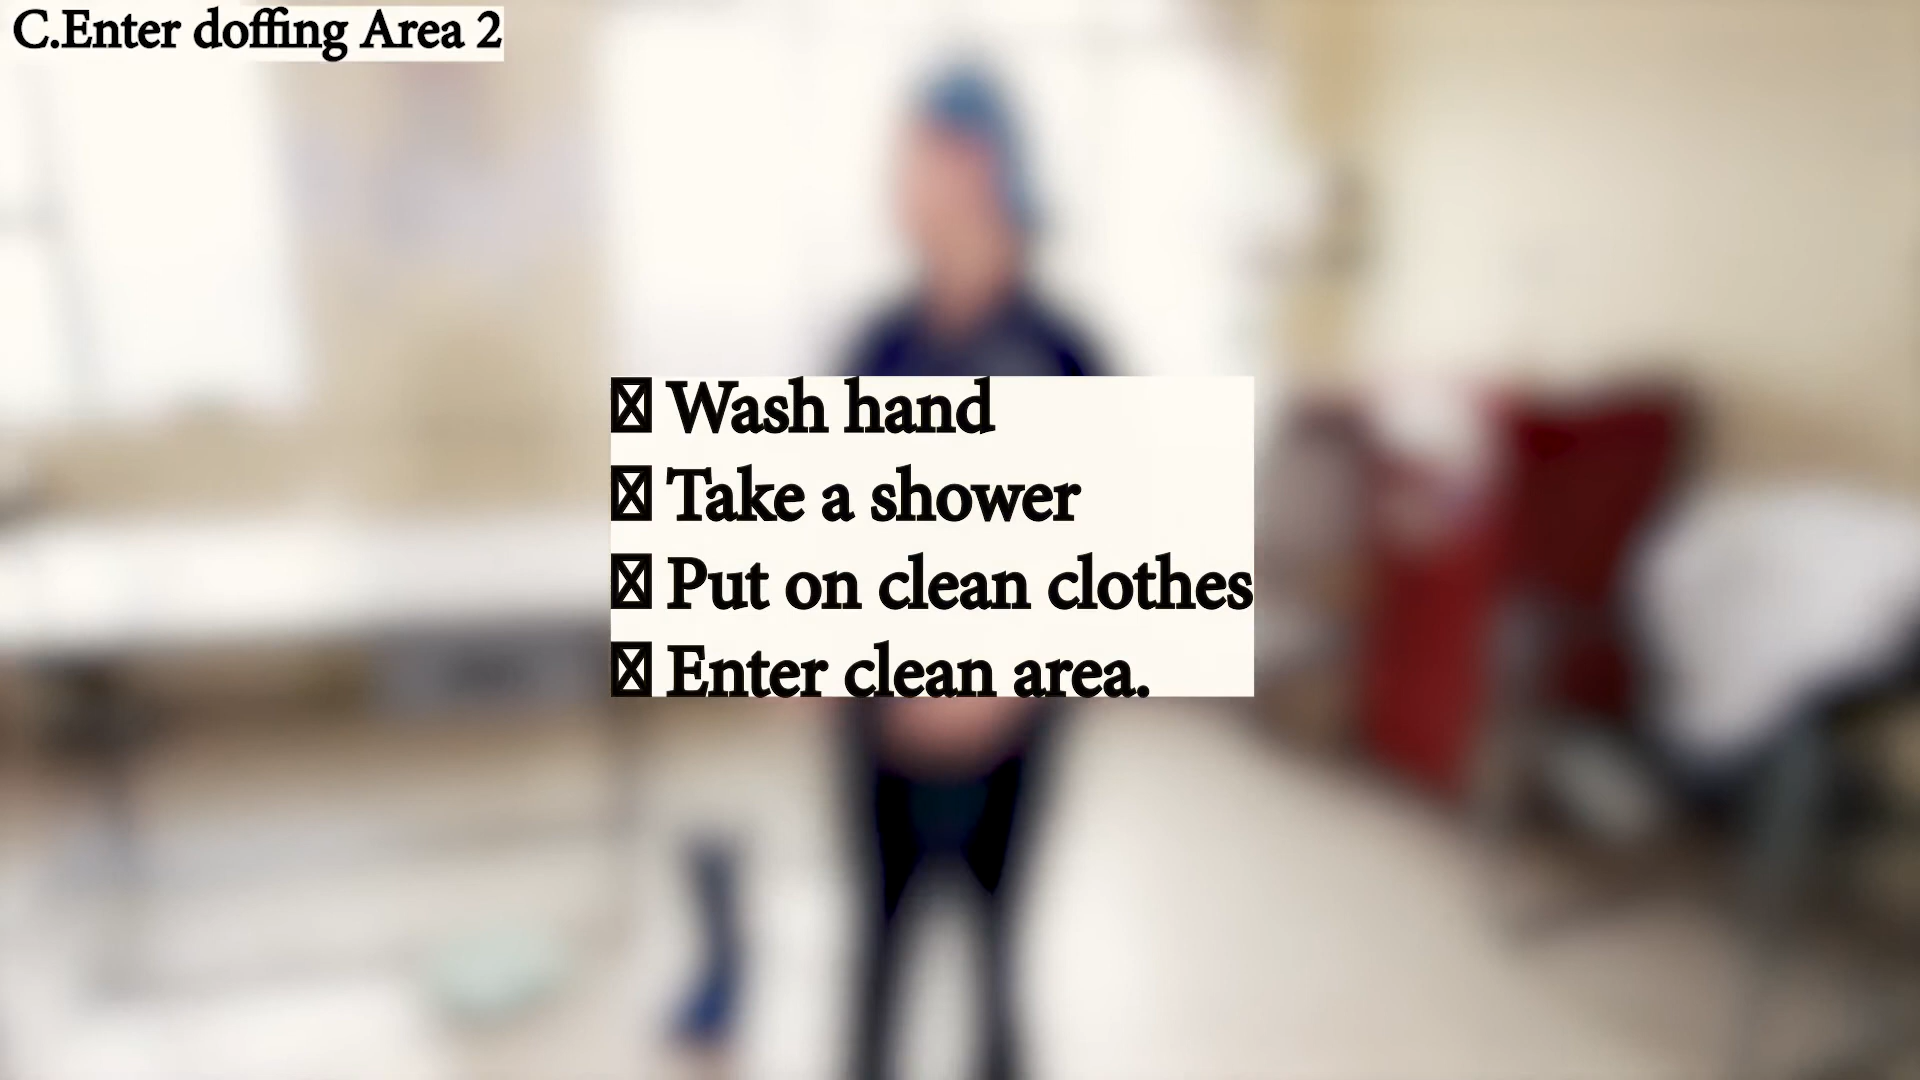 C.Enter doffing Area 2
Wash hand
Take a shower
Put on clean clothes
Enter clean area.